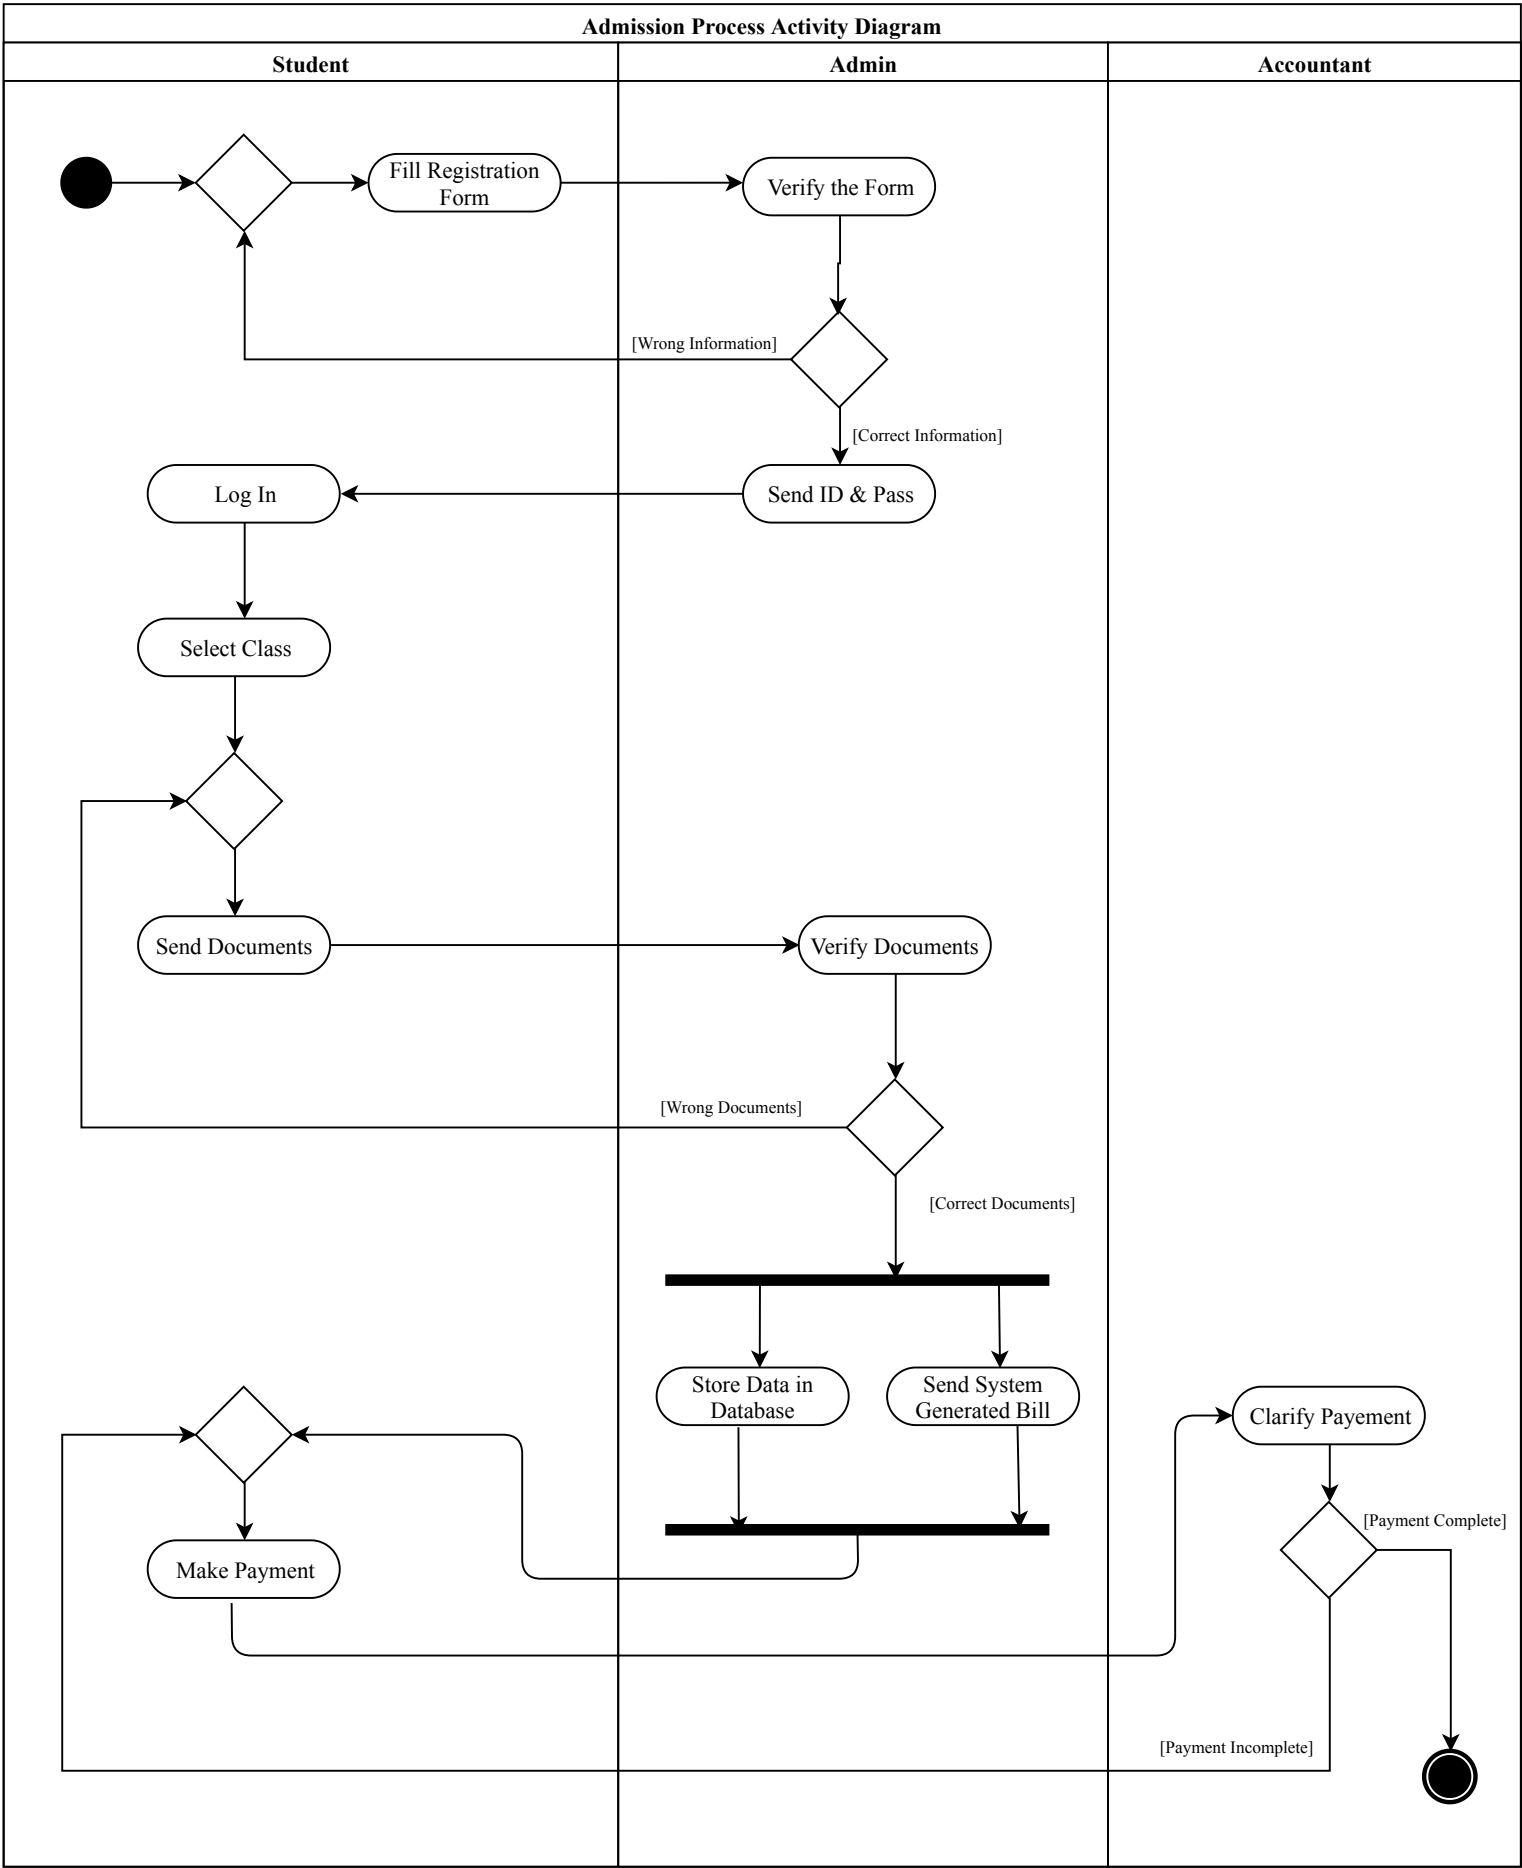 Admission Process Activity Diagram
Student
Admin
Accountant
Fill Registration
Form
Verify the Form
[Wrong Information]
[Correct Information]
Log In
Send ID & Pass
Select Class
Send Documents
Verify Documents
[Wrong Documents]
[Correct Documents]
Store Data in
Database
Send System
Generated Bill
Clarify Payement
[Payment Complete]
Make Payment
[Payment Incomplete]